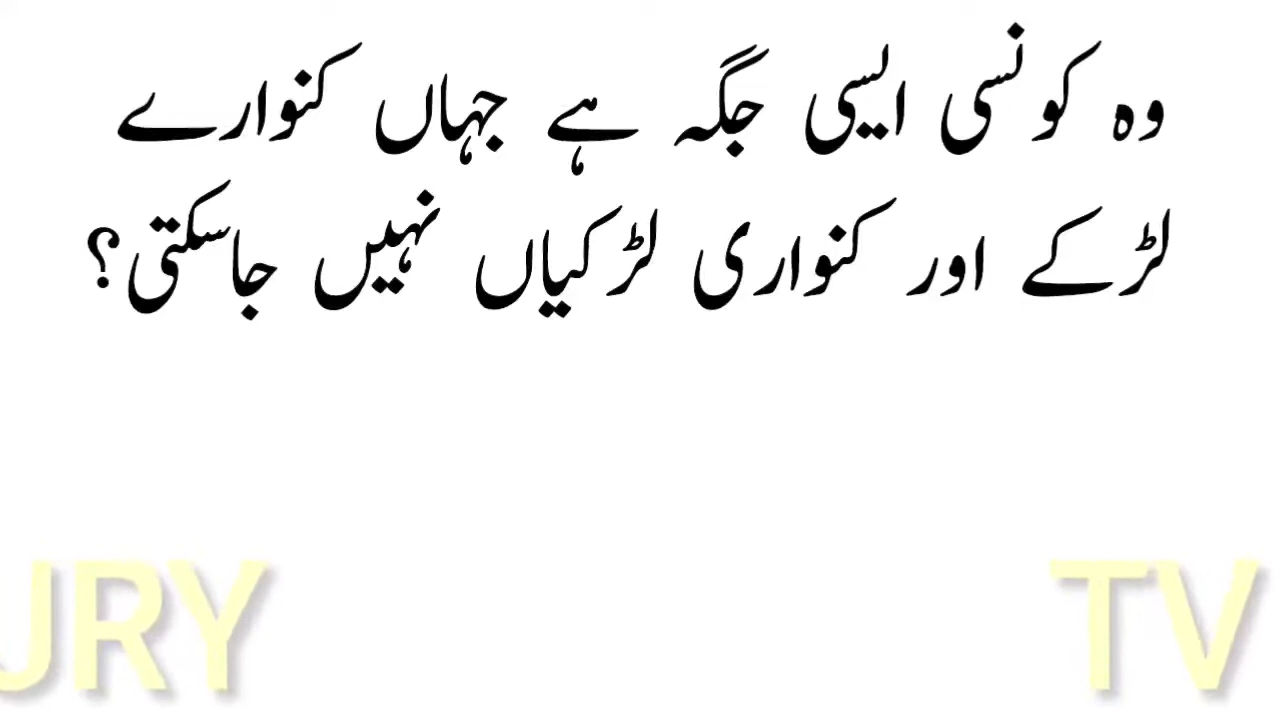 وہ کونسی ایسی جگہ ہے جہاں کنوارے
لڑکے اور کنواری لڑکیاں نہیں جاسکتی؟
JRY TV